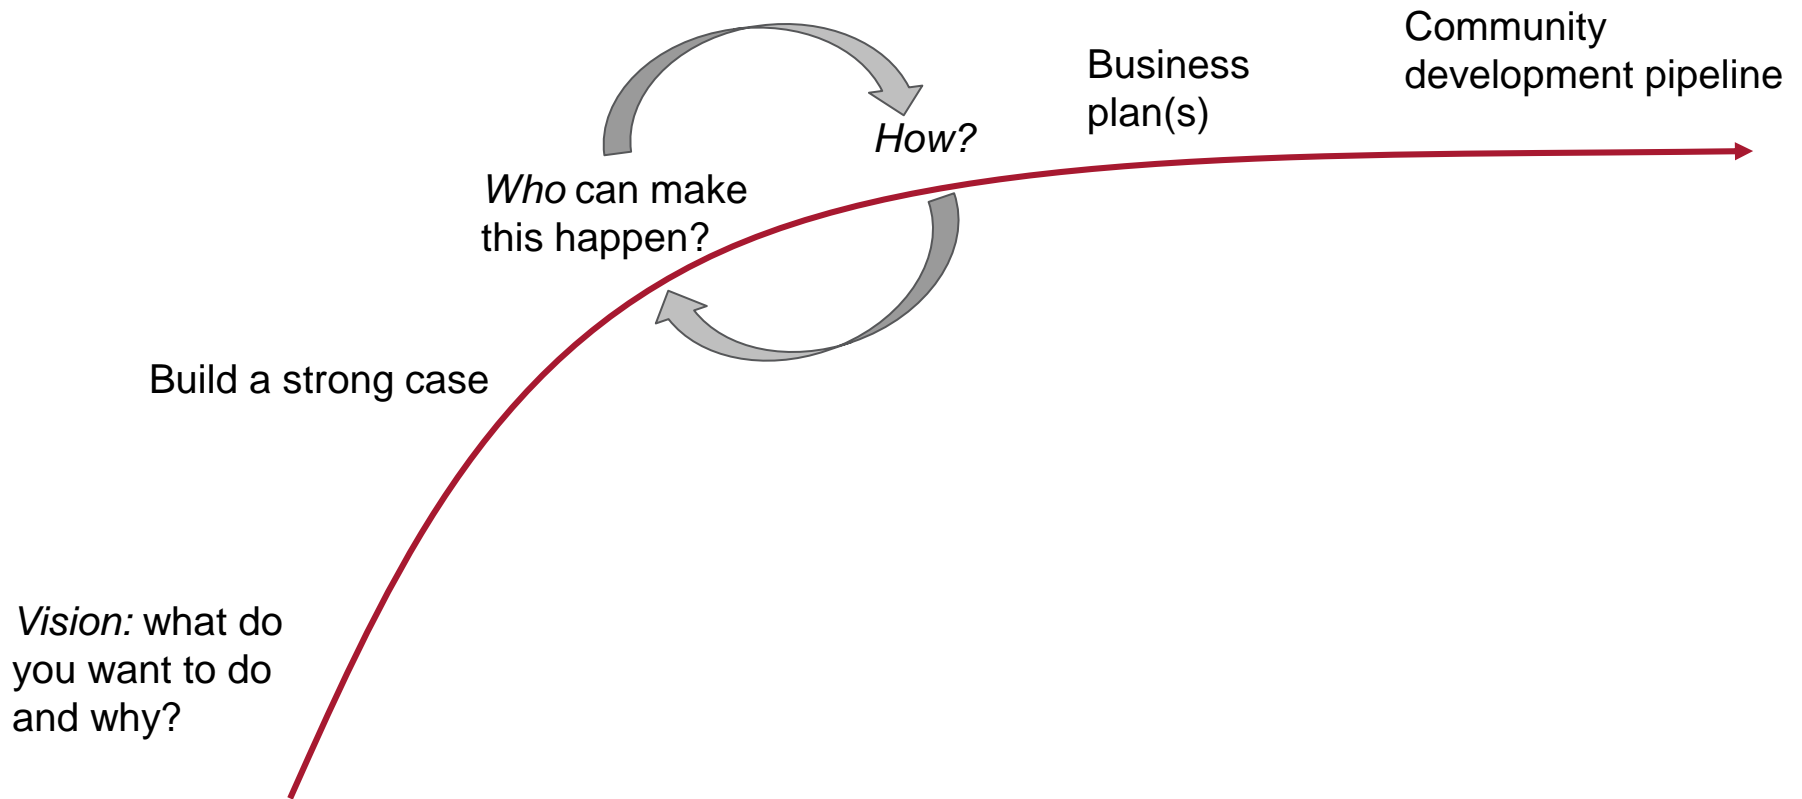 Vision: what do
you want to do
and why?
Build a strong case
Who can make
this happen?
How?
Business
plan(s)
Community
development pipeline